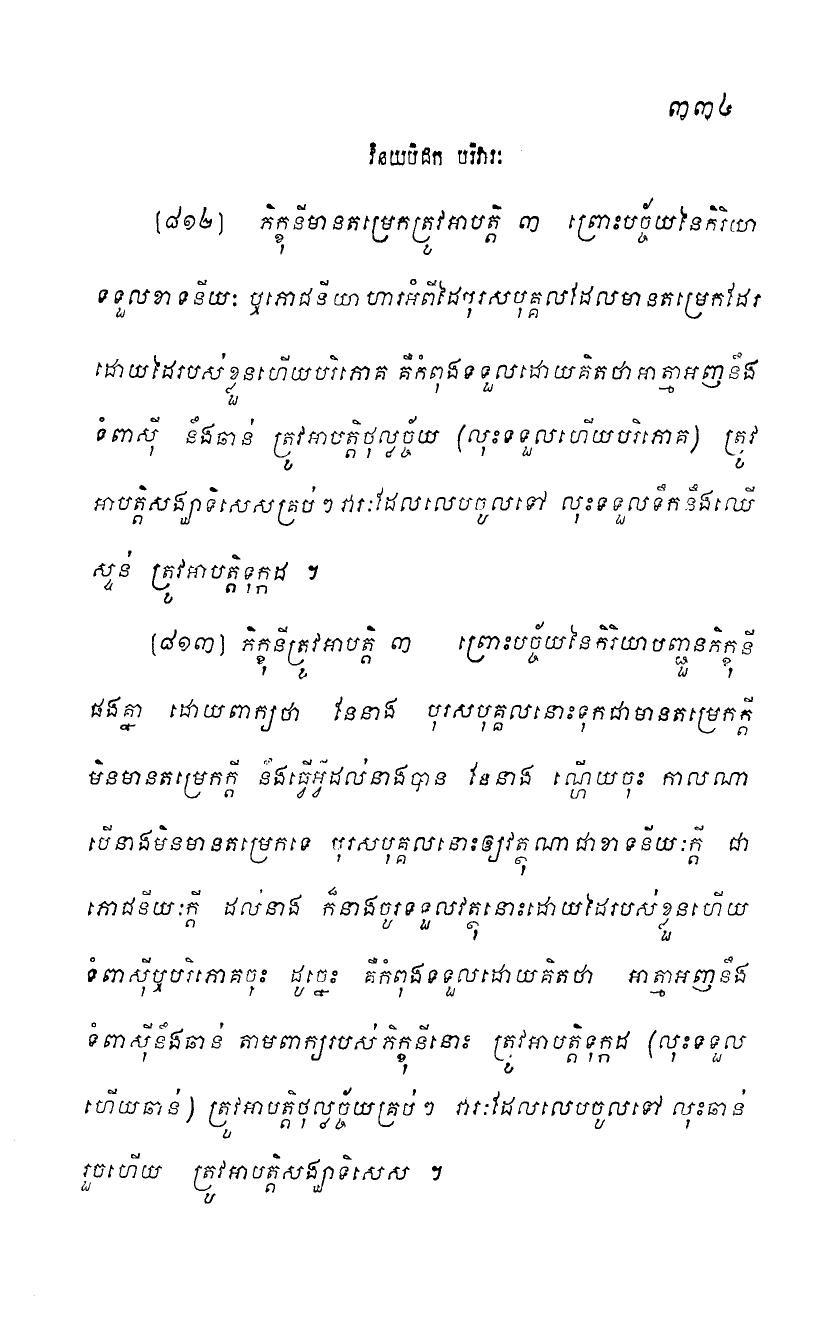 ៣៣៤
វិនយបិដក បរិវារៈ
[៨១២] ភិក្ខុនីមានតម្រេកត្រូវអាបត្តិ ៣ ព្រោះបច្ច័យនៃកិរិយា
ទទួលខាទនីយៈ ឬភោជនីយាហារអំពីដៃបុរសបុគ្គលដែលមានតម្រេកដែរ
ដោយដៃរបស់ខ្លួនហើយបរិភោគ គឺកំពុងទទួលដោយគិតថាអាត្មាអញនឹង
ទំពាស៊ី នឹងឆាន់ ត្រូវអាបត្តិថុល្លច្ច័យ (លុះទទួលហើយបរិភោគ) ត្រូវ
អាបត្តិសង្ឃាទិសេសគ្រប់ៗវារៈដែលលេបចូលទៅ លុះទទួលទឹកនឹងឈើ
ស្ទន់ ត្រូវអាបត្តិទុក្កដ ។
[៨១៣] ភិក្ខុនីត្រូវអាបត្តិ ៣ ព្រោះបច្ច័យនៃកិរិយាបញ្ជួនភិក្ខុនី
ផងគ្នា ដោយពាក្យថា នែនាង បុរសបុគ្គលនោះទុកជាមានតម្រេកក្តី
មិនមានតម្រេកក្តី នឹងធ្វើអ្វីដល់នាងបាន នែនាង ណ្ហើយចុះ កាលណា
បើនាងមិនមានតម្រេកទេ បុរសបុគ្គលនោះឲ្យវត្ថុណាជាខាទនីយៈក្តី ជា
ភោជនីយៈក្តី ដល់នាង ក៏នាងចូរទទួលវត្ថុនោះដោយដៃរបស់ខ្លួនហើយ
ទំពាស៊ីឬបរិភោគចុះ ដូច្នេះ គឺកំពុងទទួលដោយគិតថា អាត្មាអញនឹង
ទំពាស៊ីនឹងឆាន់ តាមពាក្យរបស់ភិក្ខុនីនោះ ត្រូវអាបត្តិទុក្កដ (លុះទទួល
ហើយឆាន់) ត្រូវអាបត្តិថុល្លច្ច័យគ្រប់ៗ វារៈដែលលេបចូលទៅ លុះឆាន់
រួចហើយ ត្រូវអាបត្តិសង្ឃាទិសេស ។